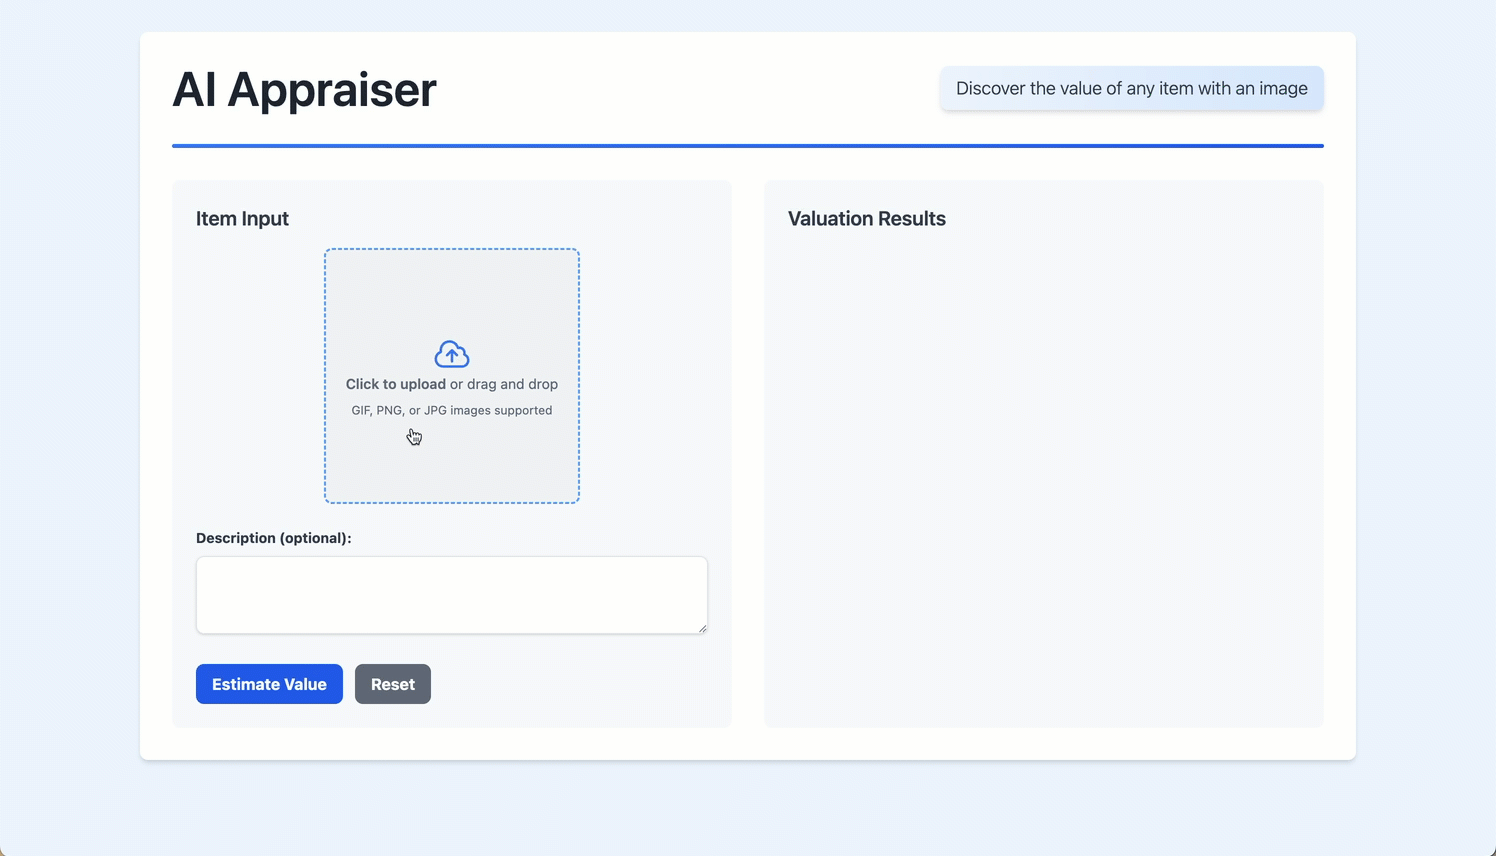 AI Appraiser
Discover the value of any item with an image
Item Input
Click to upload or drag and drop
GIF, PNG, or JPG images supported
Description (optional):
Estimate Value
Reset
Valuation Results